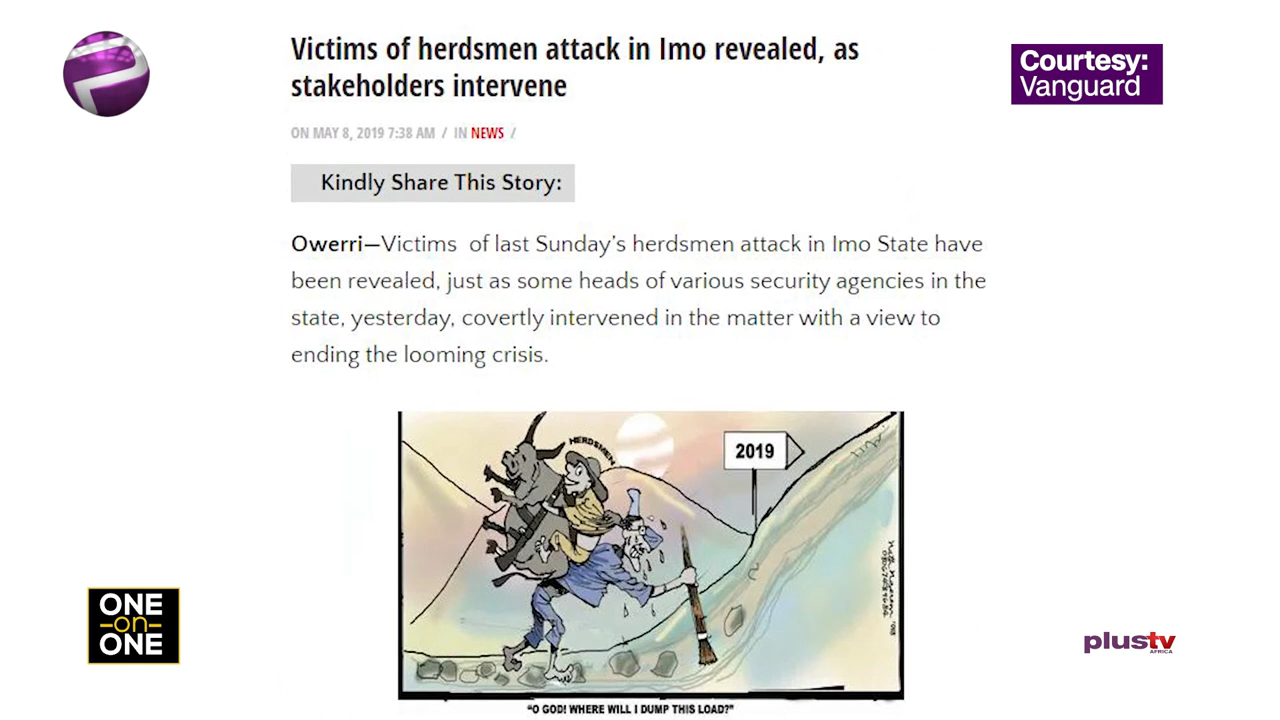 Victims of herdsmen attack in Imo revealed, as
stakeholders intervene
Courtesy:
Vanguard
ON MAY 8, 2019 7:38 AM / IN NEWS /
Kindly Share This Story:
Owerri—Victims of last Sunday's herdsmen attack in Imo State have
been revealed, just as some heads of various security agencies in the
state, yesterday, covertly intervened in the matter with a view to
ending the looming crisis.
HERDSMEN
2019
ONE
-on-
ONE
plustv
AFRICA
"O GOD! WHERE WILL I DUMP THIS LOAD?"